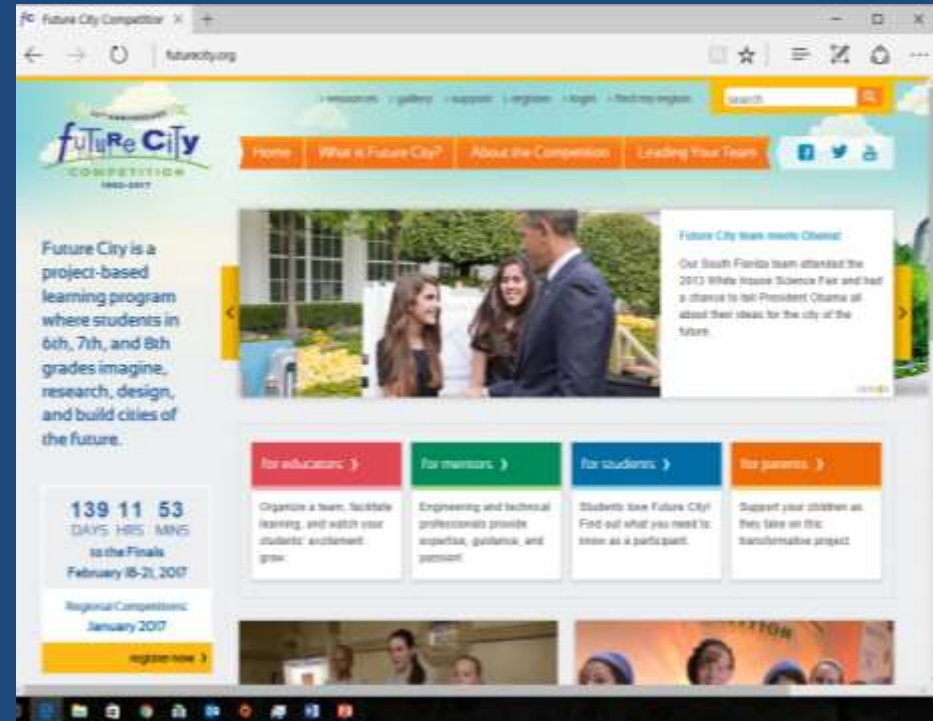 Future City Competition
futurecity.org
› resources › gallery › support › register › login › find my region
search
25TH ANNIVERSARY
FUTURE CITY
COMPETITION
1992-2017
Home What is Future City? About the Competition Leading Your Team
Future City is a
project-based
learning program
where students in
6th, 7th, and 8th
grades imagine,
research, design,
and build cities of
the future.
Future City team meets Obama!
Our South Florida team attended the
2013 White House Science Fair and had
a chance to tell President Obama all
about their ideas for the city of the
future.
for educators ❯
Organize a team, facilitate
learning, and watch your
students' excitement
grow.
for mentors ❯
Engineering and technical
professionals provide
expertise, guidance, and
passion!
for students ❯
Students love Future City!
Find out what you need to
know as a participant.
for parents ❯
Support your children as
they take on this
transformative project.
139 11 53
DAYS HRS MINS
to the Finals
February 18-21, 2017
Regional Competitions:
January 2017
register now ❯